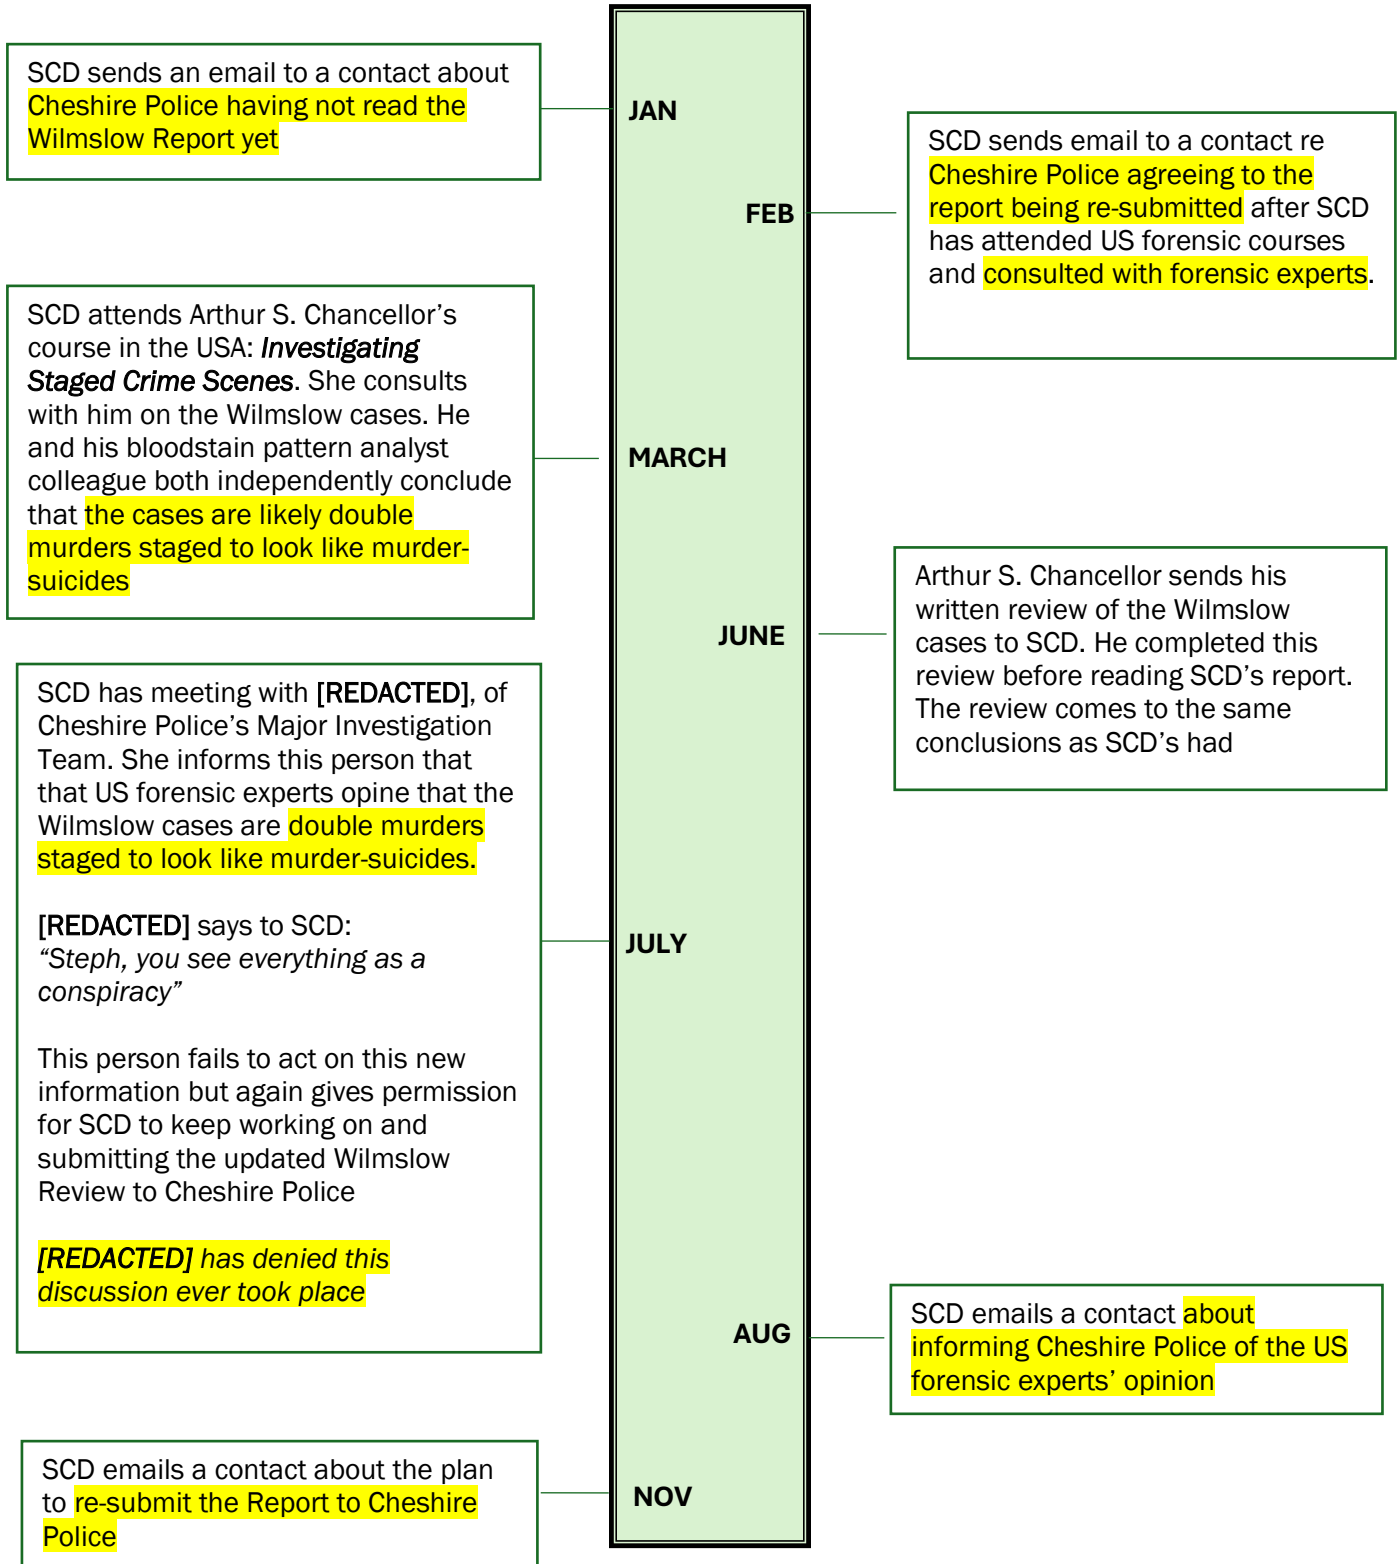 SCD sends an email to a contact about
Cheshire Police having not read the
Wilmslow Report yet
JAN
SCD sends email to a contact re
Cheshire Police agreeing to the
report being re-submitted after SCD
has attended US forensic courses
and consulted with forensic experts.
FEB
SCD attends Arthur S. Chancellor's
course in the USA: Investigating
Staged Crime Scenes. She consults
with him on the Wilmslow cases. He
and his bloodstain pattern analyst
colleague both independently conclude
that the cases are likely double
murders staged to look like murder-
suicides
MARCH
Arthur S. Chancellor sends his
written review of the Wilmslow
cases to SCD. He completed this
review before reading SCD's report.
The review comes to the same
conclusions as SCD's had
JUNE
SCD has meeting with [REDACTED], of
Cheshire Police's Major Investigation
Team. She informs this person that
that US forensic experts opine that the
Wilmslow cases are double murders
staged to look like murder-suicides.
[REDACTED] says to SCD:
"Steph, you see everything as a
conspiracy"
This person fails to act on this new
information but again gives permission
for SCD to keep working on and
submitting the updated Wilmslow
Review to Cheshire Police
[REDACTED] has denied this
discussion ever took place
JULY
SCD emails a contact about
informing Cheshire Police of the US
forensic experts' opinion
AUG
SCD emails a contact about the plan
to re-submit the Report to Cheshire
Police
NOV